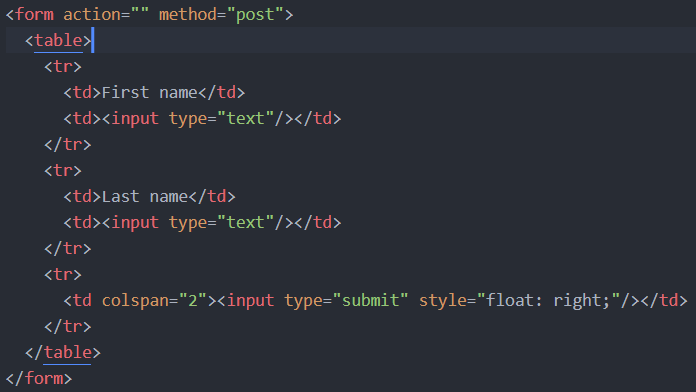 <form action="" method="post">
  <table>
    <tr>
      <td>First name</td>
      <td><input type="text"/></td>
    </tr>
    <tr>
      <td>Last name</td>
      <td><input type="text"/></td>
    </tr>
    <tr>
      <td colspan="2"><input type="submit" style="float: right;"/></td>
    </tr>
  </table>
</form>